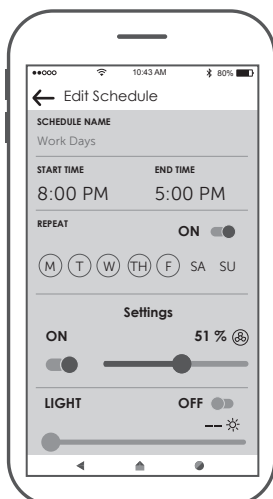 10:43 AM 80%
Edit Schedule
SCHEDULE NAME
Work Days
START TIME END TIME
8:00 PM 5:00 PM
REPEAT ON
M T W TH F SA SU
Settings
ON 51 %
LIGHT OFF
--